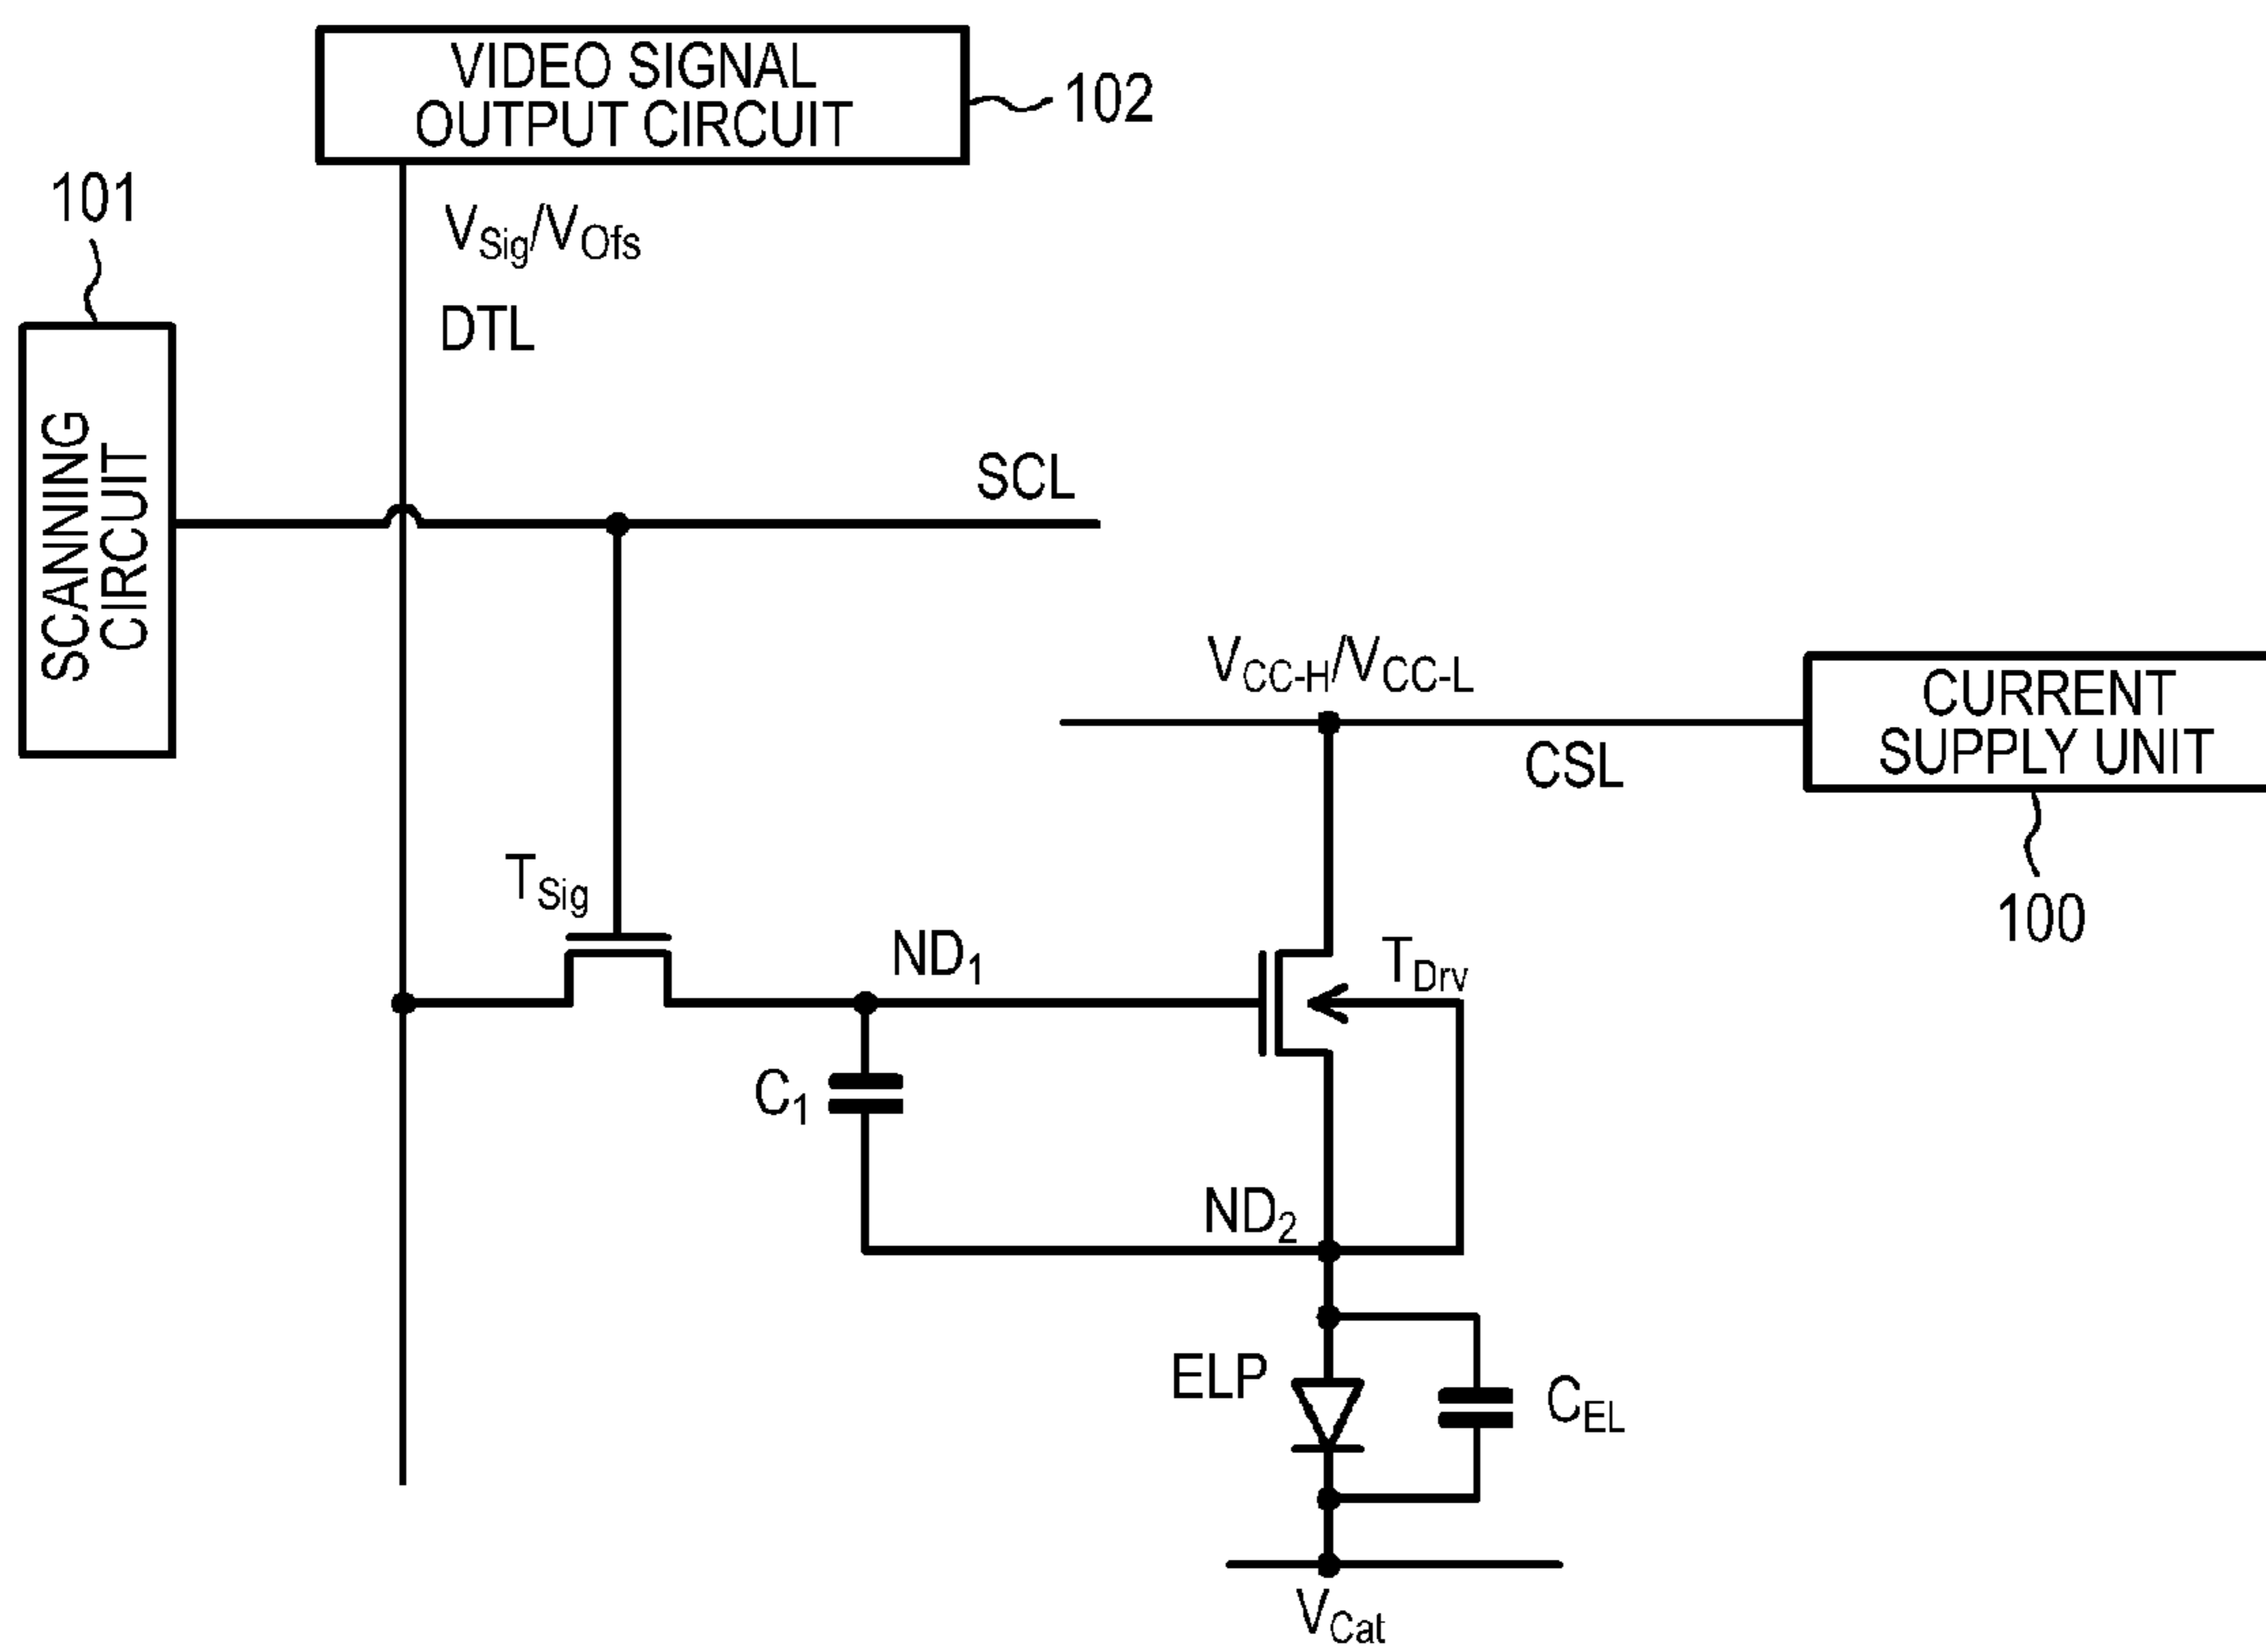 VIDEO SIGNAL
OUTPUT CIRCUIT
102
101
VSig/VOfs
DTL
SCANNING
CIRCUIT
SCL
VCC-H/VCC-L
CSL
CURRENT
SUPPLY UNIT
100
TSig
ND1
TDrv
C1
ND2
ELP
CEL
VCat